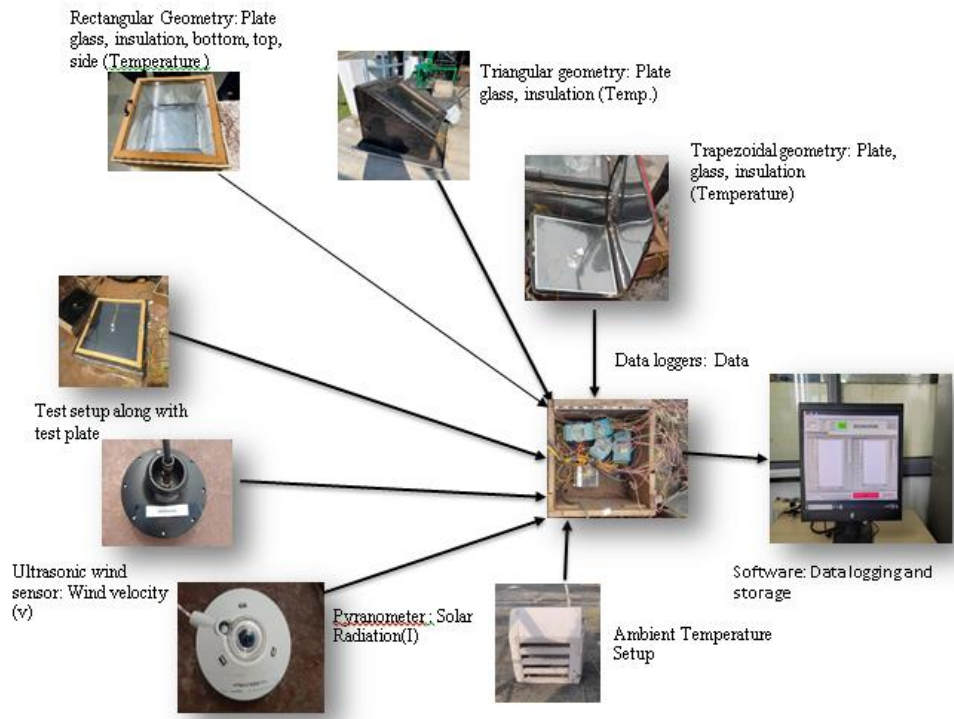 Rectangular Geometry: Plate
glass, insulation, bottom, top,
side (Temperature )
Triangular geometry: Plate
glass, insulation (Temp.)
Trapezoidal geometry: Plate,
glass, insulation
(Temperature)
Data loggers: Data
Test setup along with
test plate
Ultrasonic wind
sensor: Wind velocity
(v)
Pyranometer : Solar
Radiation(I)
Ambient Temperature
Setup
Software: Data logging and
storage